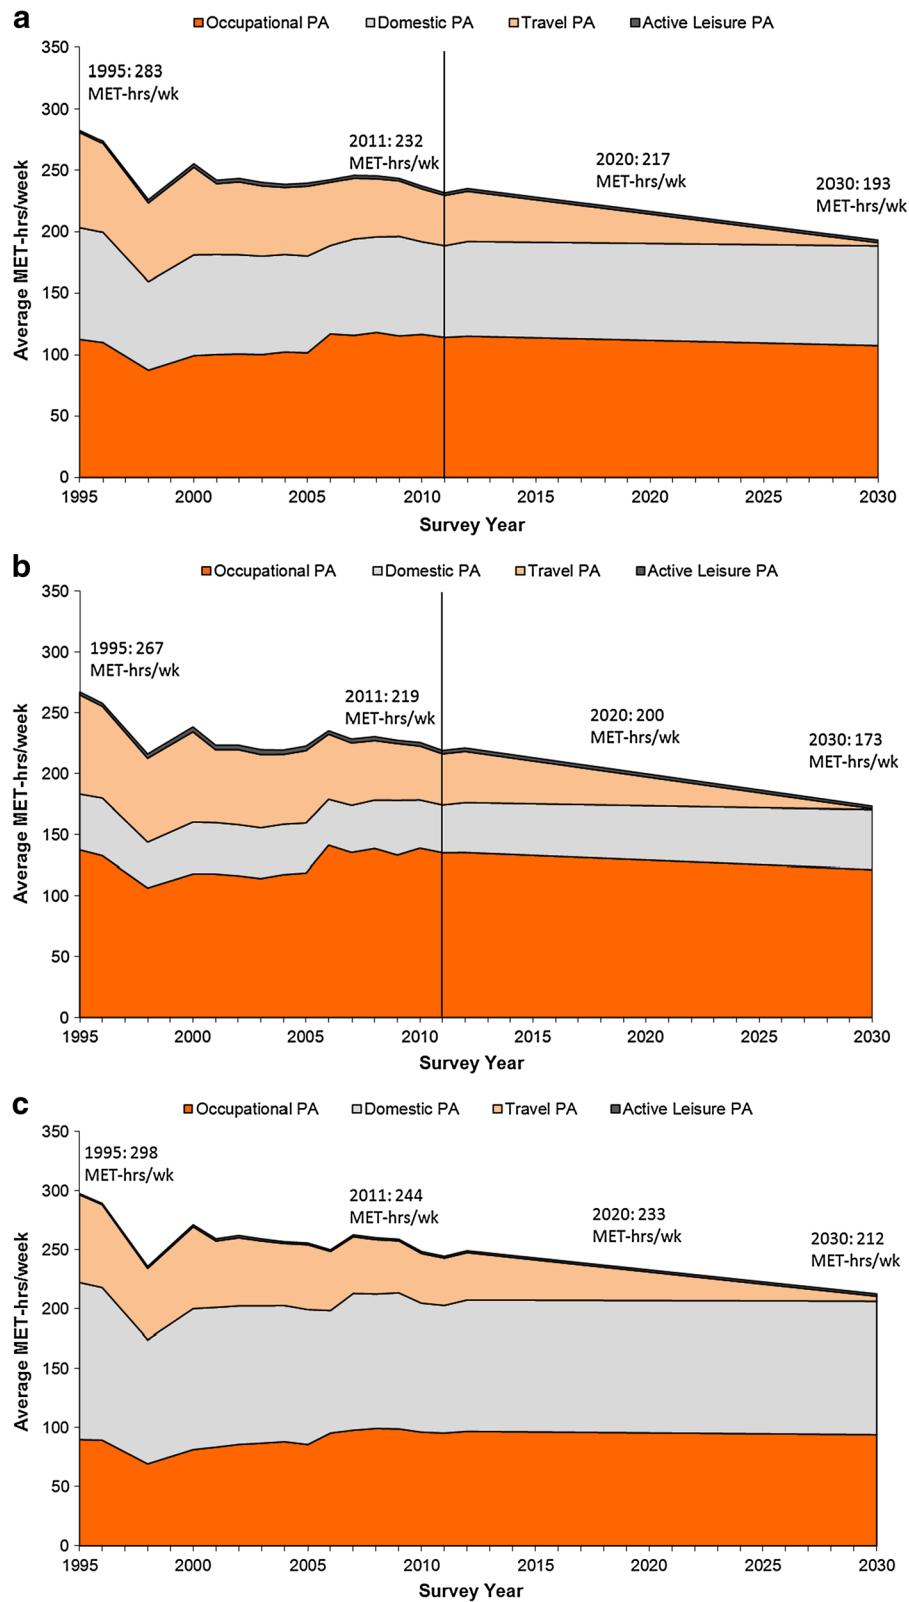 a
Occupational PA Domestic PA Travel PA Active Leisure PA
350
300
250
200
150
100
50
0
Average MET-hrs/week
1995: 283
MET-hrs/wk
2011: 232
MET-hrs/wk
2020: 217
MET-hrs/wk
2030: 193
MET-hrs/wk
1995 2000 2005 2010 2015 2020 2025 2030
Survey Year
b
Occupational PA Domestic PA Travel PA Active Leisure PA
350
300
250
200
150
100
50
0
Average MET-hrs/week
1995: 267
MET-hrs/wk
2011: 219
MET-hrs/wk
2020: 200
MET-hrs/wk
2030: 173
MET-hrs/wk
1995 2000 2005 2010 2015 2020 2025 2030
Survey Year
c
Occupational PA Domestic PA Travel PA Active Leisure PA
350
300
250
200
150
100
50
0
Average MET-hrs/week
1995: 298
MET-hrs/wk
2011: 244
MET-hrs/wk
2020: 233
MET-hrs/wk
2030: 212
MET-hrs/wk
1995 2000 2005 2010 2015 2020 2025 2030
Survey Year